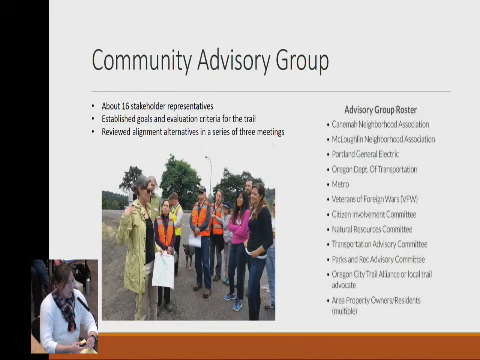 Community Advisory Group
• About 16 stakeholder representatives
• Established goals and evaluation criteria for the trail
• Reviewed alignment alternatives in a series of three meetings
Advisory Group Roster
• Canemah Neighborhood Association
• McLoughlin Neighborhood Association
• Portland General Electric
• Oregon Dept. Of Transportation
• Metro
• Veterans of Foreign Wars (VFW)
• Citizen Involvement Committee
• Natural Resources Committee
• Transportation Advisory Committee
• Parks and Rec Advisory Committee
• Oregon City Trail Alliance or local trail
advocate
• Area Property Owners/Residents
(multiple)